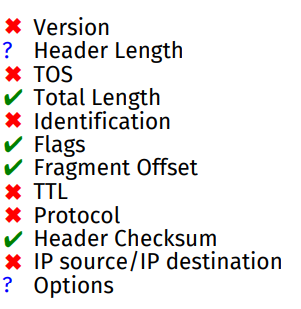 ✖ Version
? Header Length
✖ TOS
✔ Total Length
✖ Identification
✔ Flags
✔ Fragment Offset
✖ TTL
✖ Protocol
✔ Header Checksum
✖ IP source/IP destination
? Options